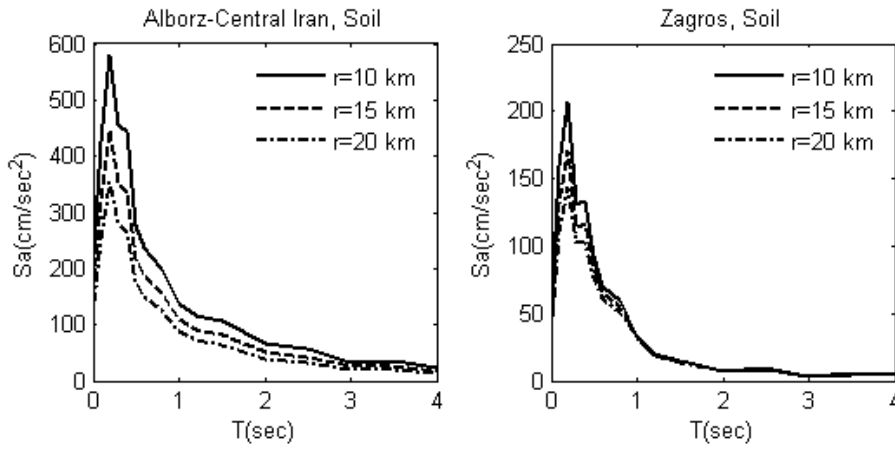 Alborz-Central Iran, Soil
600
500
400
300
200
100
0
Sa(cm/sec²)
r=10 km
r=15 km
r=20 km
0 1 2 3 4
T(sec)
Zagros, Soil
250
200
150
100
50
0
Sa(cm/sec²)
r=10 km
r=15 km
r=20 km
0 1 2 3 4
T(sec)